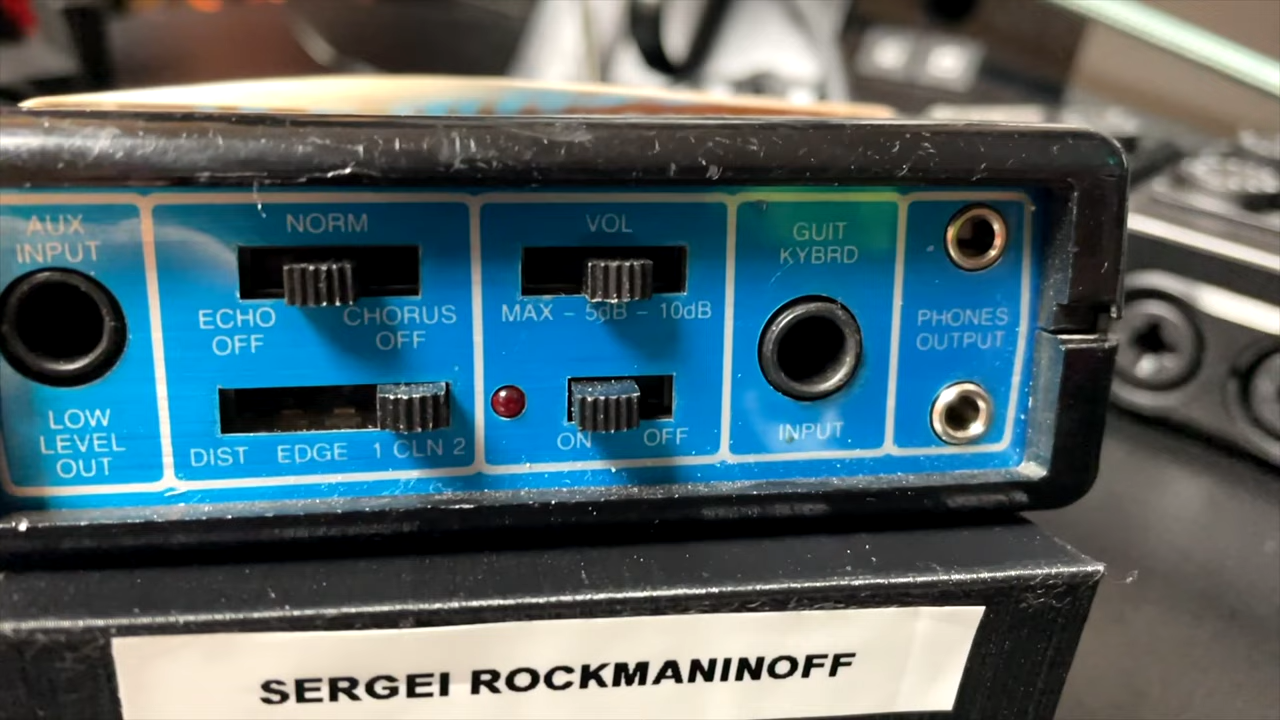 AUX
INPUT
LOW
LEVEL
OUT
NORM
ECHO
OFF
CHORUS
OFF
DIST EDGE 1 CLN 2
VOL
MAX - 5dB - 10dB
ON OFF
GUIT
KYBRD
INPUT
PHONES
OUTPUT
SERGEI ROCKMANINOFF